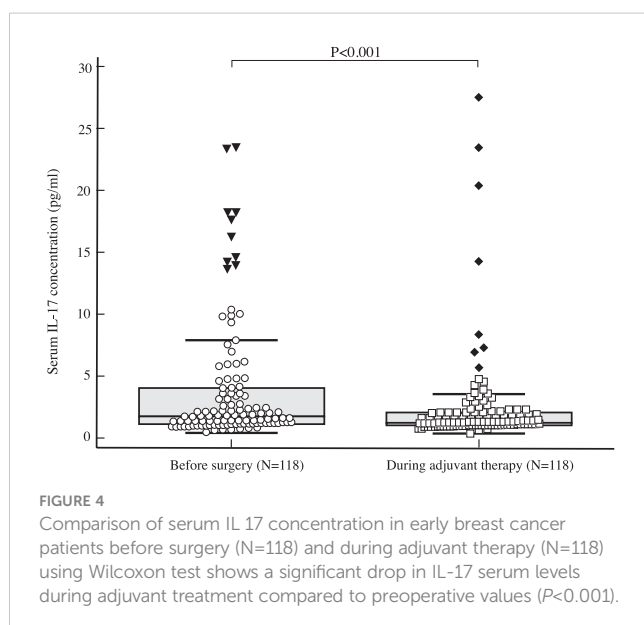 P<0.001
30
25
20
15
10
5
0
Serum IL-17 concentration (pg/ml)
Before surgery (N=118)
During adjuvant therapy (N=118)
FIGURE 4
Comparison of serum IL 17 concentration in early breast cancer
patients before surgery (N=118) and during adjuvant therapy (N=118)
using Wilcoxon test shows a significant drop in IL-17 serum levels
during adjuvant treatment compared to preoperative values (P<0.001).